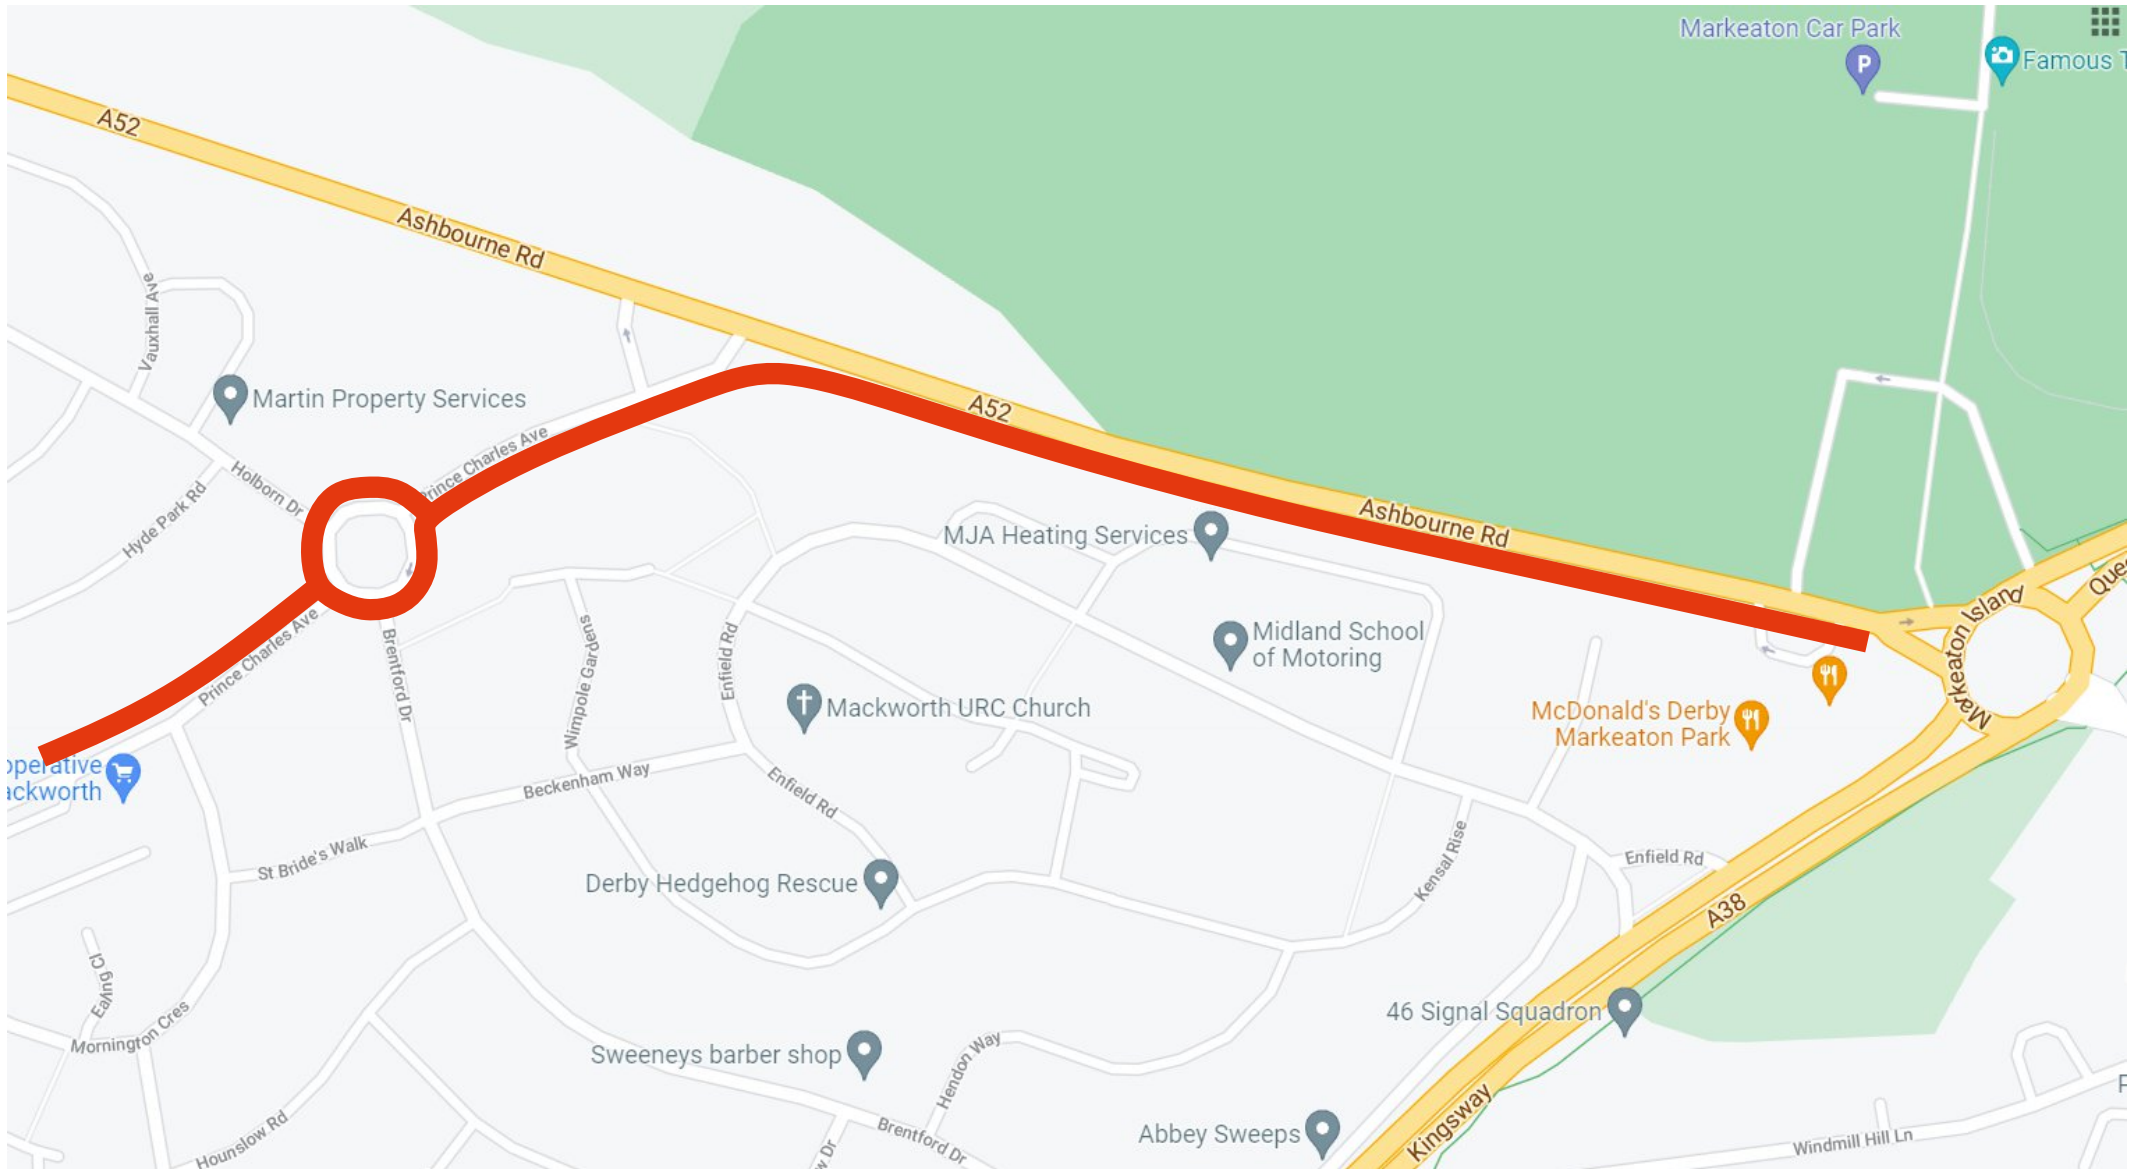 Markeaton Car Park
P
Famous
A52
Ashbourne Rd
Vauxhall Ave
Martin Property Services
A52
Prince Charles Ave
Holborn Dr
Hyde Park Rd
Ashbourne Rd
MJA Heating Services
Markeaton Island
Midland School
of Motoring
Brentford Dr
Wimpole Gardens
Enfield Rd
Prince Charles Ave
Mackworth URC Church
McDonald's Derby
Markeaton Park
Beckenham Way
Enfield Rd
St Bride's Walk
Kensal Rise
Enfield Rd
Derby Hedgehog Rescue
A38
Ealing Cl
46 Signal Squadron
Mornington Cres
Sweeneys barber shop
Hendon Way
Hounslow Rd
Brentford Dr
Abbey Sweeps
Kingsway
Windmill Hill Ln